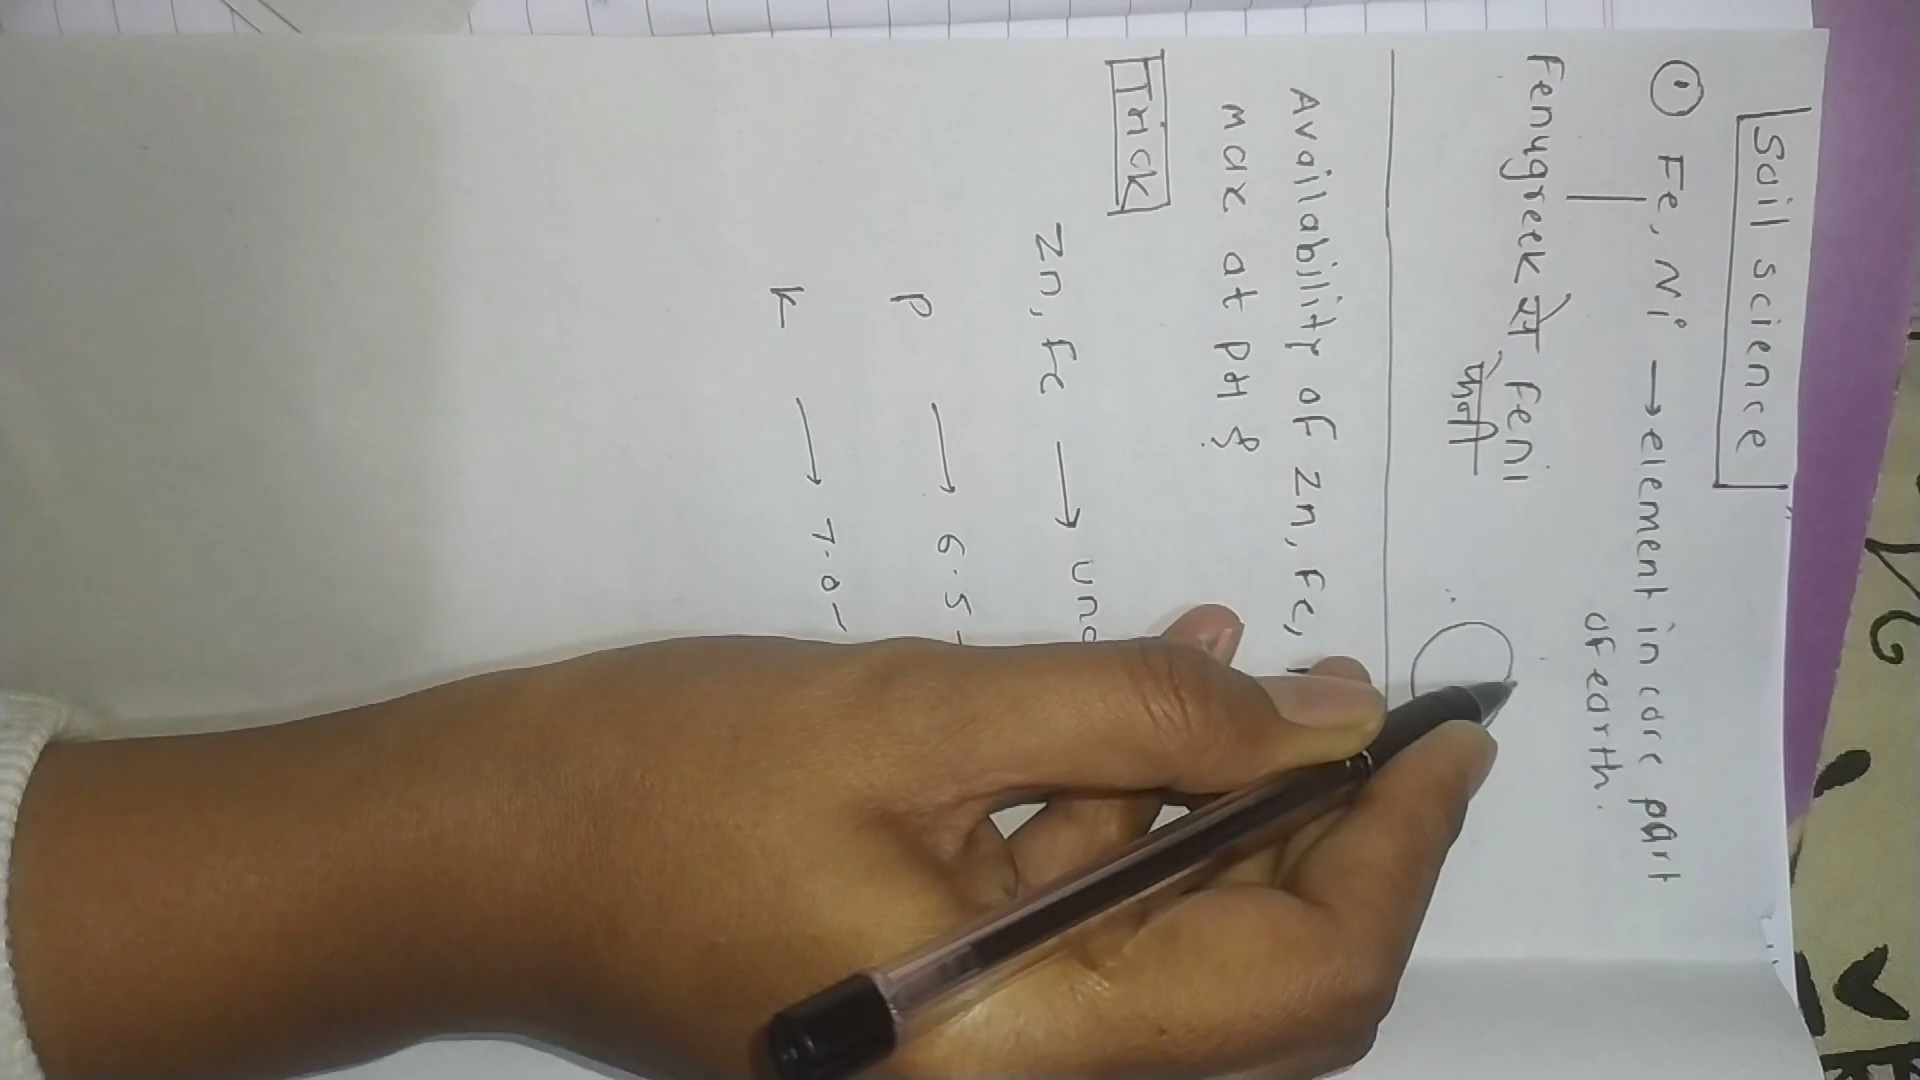 Soil science
① Fe, Ni → element in core part
of earth.
Fenugreek से Feni
Availability of Zn, Fe,
max at pH
Trick
Zn, Fe →
P → 6.5-
K → 7.0-